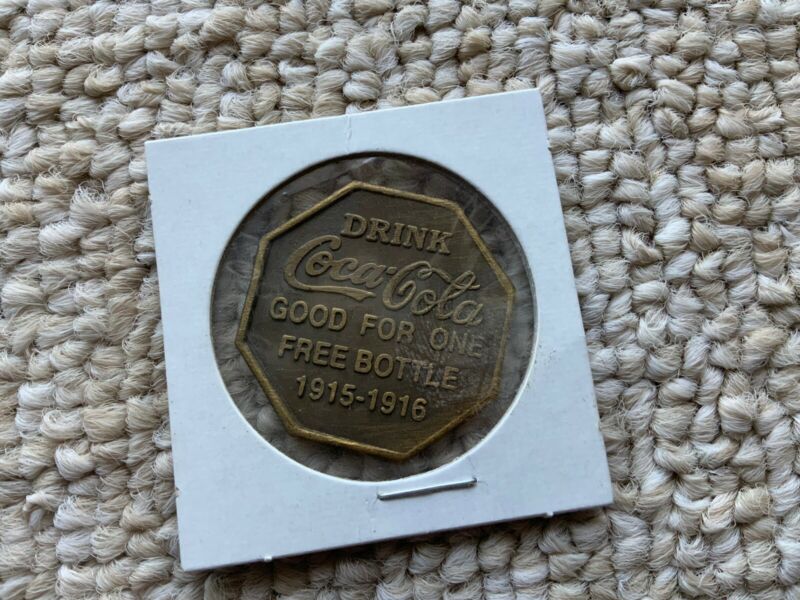 DRINK
Coca-Cola
GOOD FOR ONE
FREE BOTTLE
1915-1916